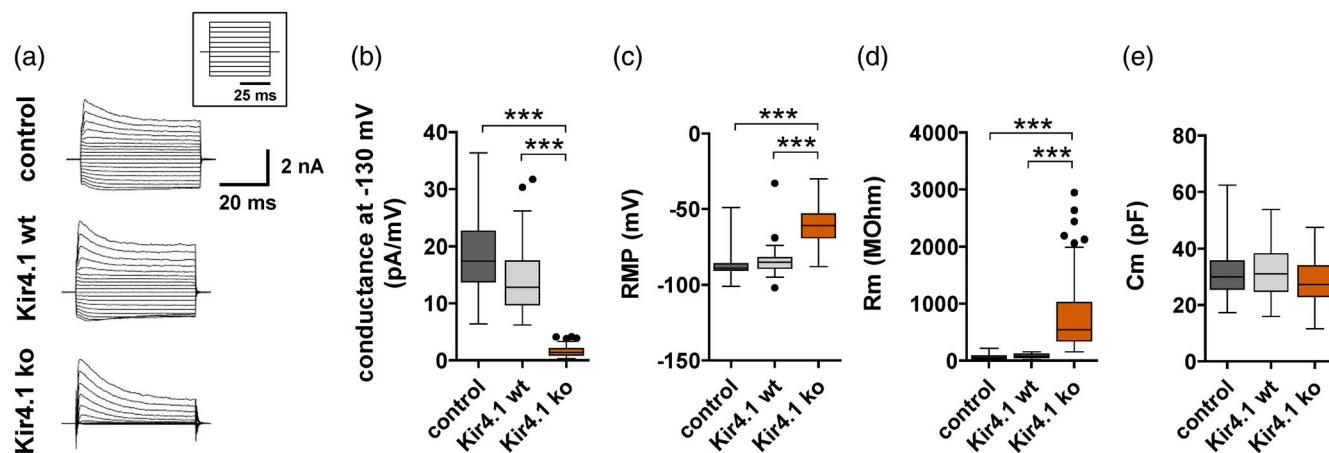 (a)
control
Kir4.1 wt
Kir4.1 ko
25 ms
2 nA
20 ms
(b)
conductance at -130 mV
(pA/mV)
40
30
20
10
0
***
***
control
Kir4.1 wt
Kir4.1 ko
(c)
RMP (mV)
0
-50
-100
-150
***
***
control
Kir4.1 wt
Kir4.1 ko
(d)
Rm (MOhm)
4000
3000
2000
1000
0
***
***
control
Kir4.1 wt
Kir4.1 ko
(e)
Cm (pF)
80
60
40
20
0
control
Kir4.1 wt
Kir4.1 ko